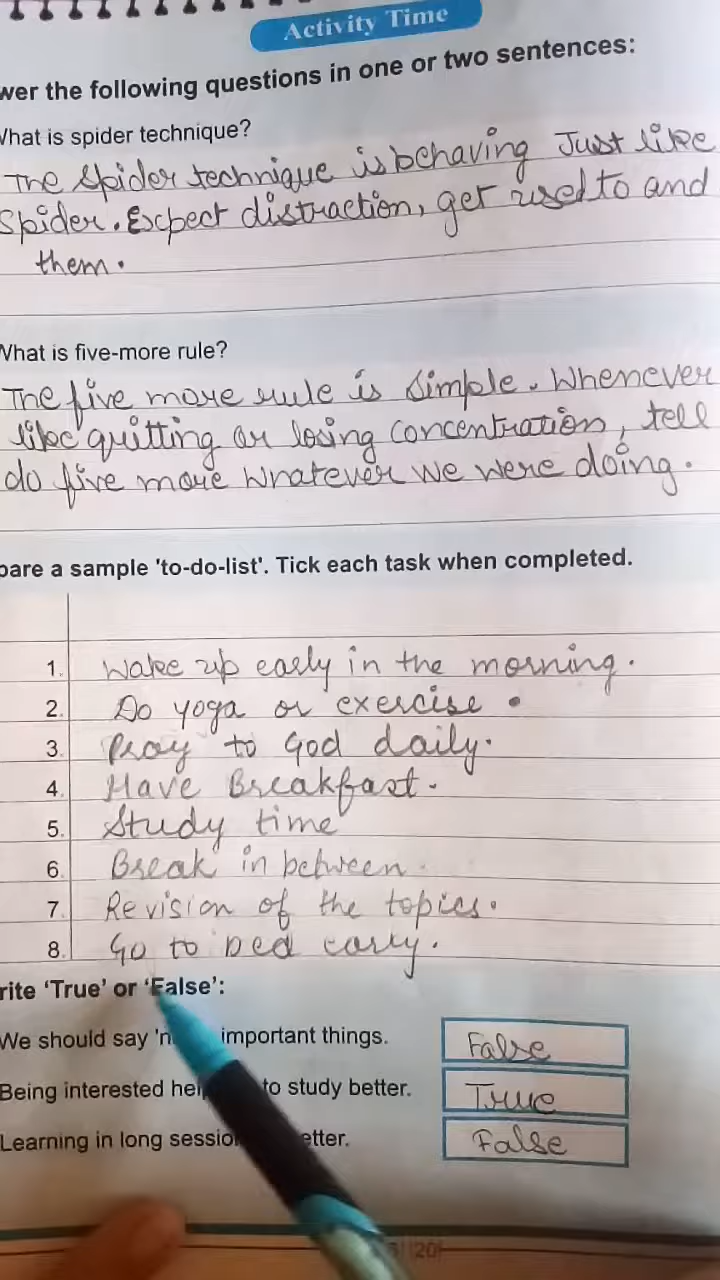 Activity Time
wer the following questions in one or two sentences:
What is spider technique?
The spider technique is behaving Just like
spider. Expect distraction, get used to and
them.
What is five-more rule?
The five more rule is simple. Whenever
like quitting or losing concentration, tell
do five more whatever we were doing.
pare a sample 'to-do-list'. Tick each task when completed.
1. Wake up early in the morning.
2. Do yoga or exercise.
3. Pray to God daily.
4. Have Breakfast.
5. Study time
6. Break in between.
7. Revision of the topics.
8. Go to bed early.
rite 'True' or 'False':
We should say 'n important things. False
Being interested hel to study better. True
Learning in long session etter. False